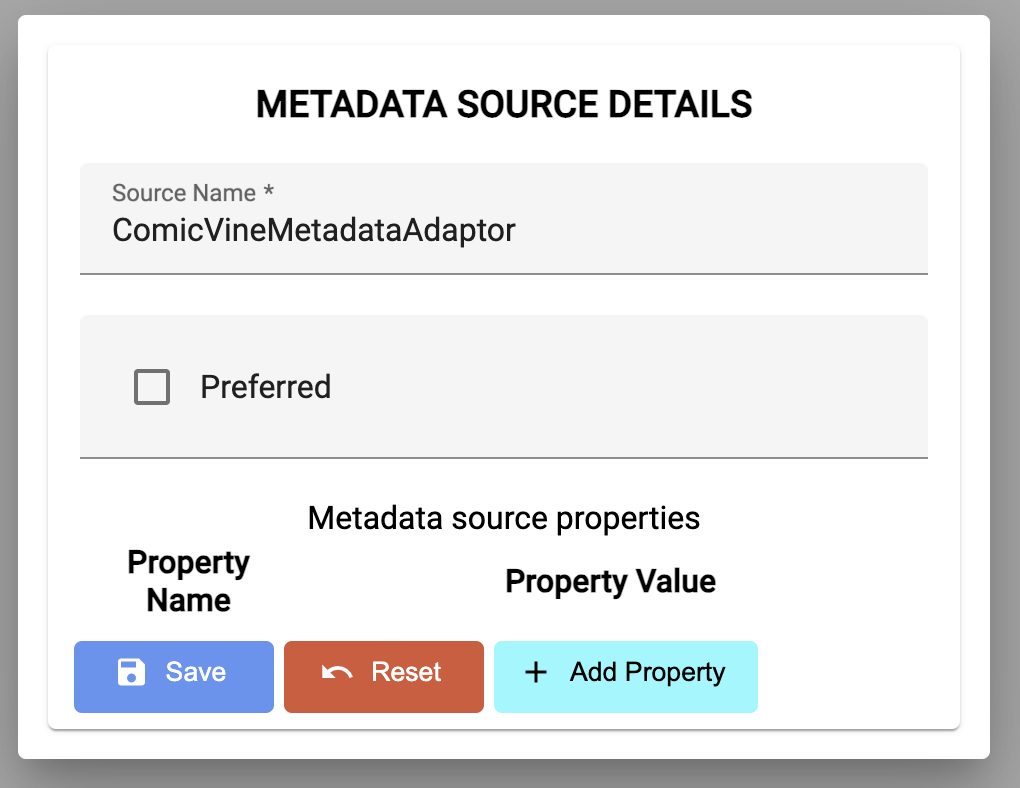 METADATA SOURCE DETAILS
Source Name *
ComicVineMetadataAdaptor
Preferred
Metadata source properties
Property
Name
Property Value
Save
Reset
Add Property